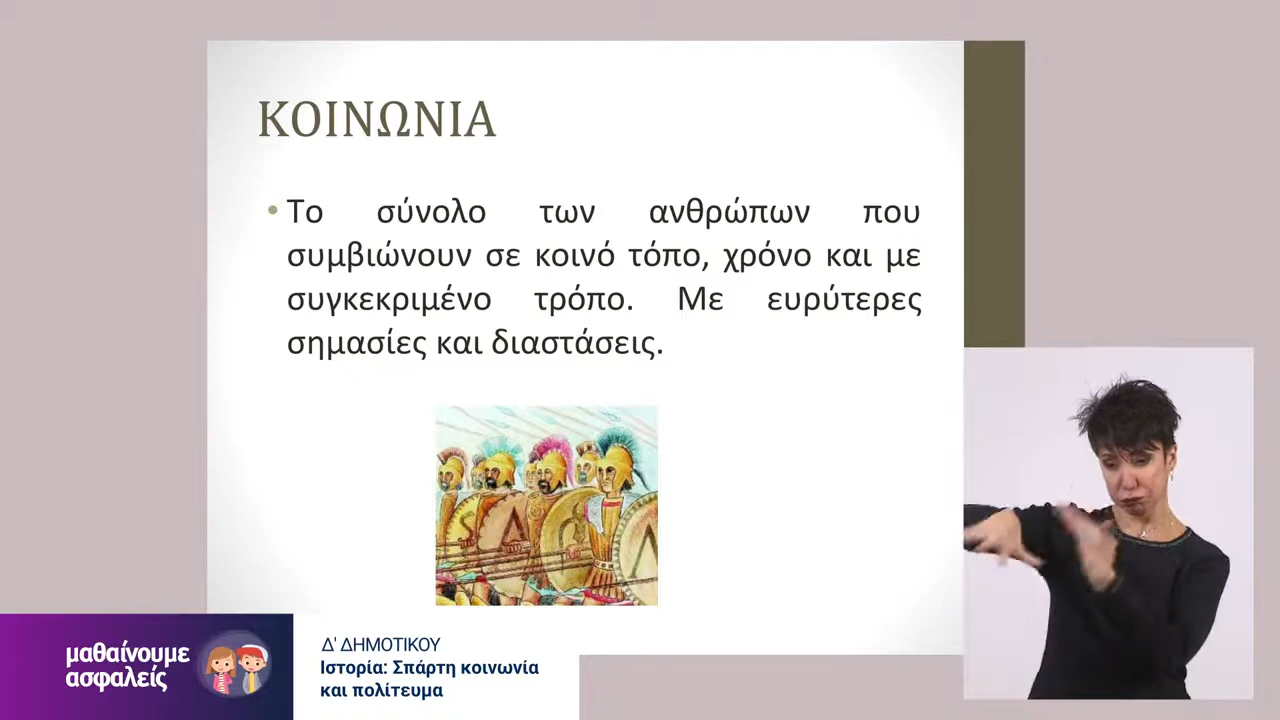 ΚΟΙΝΩΝΙΑ
• Το σύνολο των ανθρώπων που
συμβιώνουν σε κοινό τόπο, χρόνο και με
συγκεκριμένο τρόπο. Με ευρύτερες
σημασίες και διαστάσεις.
μαθαίνουμε
ασφαλείς
Δ' ΔΗΜΟΤΙΚΟΥ
Ιστορία: Σπάρτη κοινωνία
και πολίτευμα